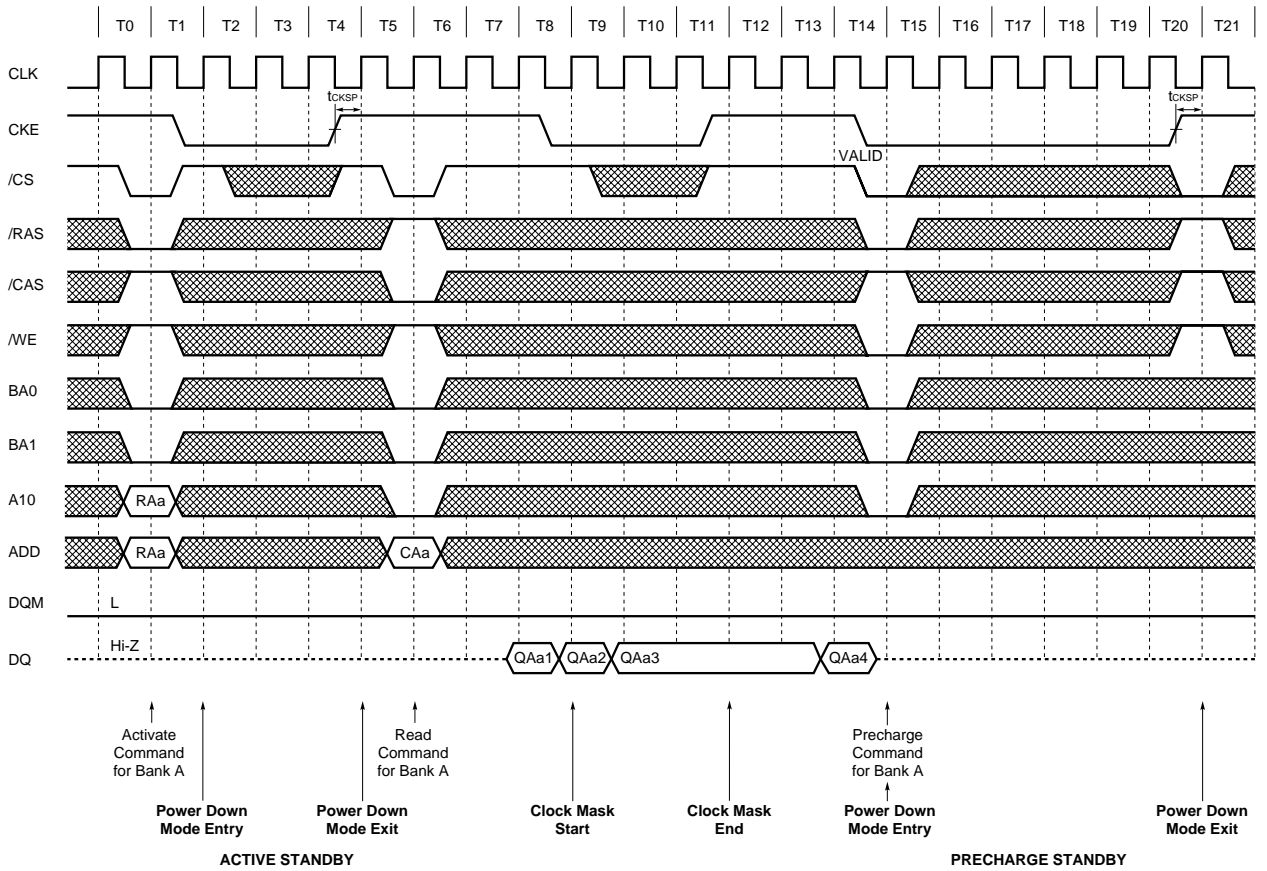 T0 T1 T2 T3 T4 T5 T6 T7 T8 T9 T10 T11 T12 T13 T14 T15 T16 T17 T18 T19 T20 T21
CLK
tCKSP tCKSP
CKE
VALID
/CS
/RAS
/CAS
/WE
BA0
BA1
A10 RAa
ADD RAa CAa
DQM L
Hi-Z
DQ QAa1 QAa2 QAa3 QAa4
Activate
Command
for Bank A
Read
Command
for Bank A
Precharge
Command
for Bank A
Power Down
Mode Entry
Power Down
Mode Exit
Clock Mask
Start
Clock Mask
End
Power Down
Mode Entry
Power Down
Mode Exit
ACTIVE STANDBY
PRECHARGE STANDBY